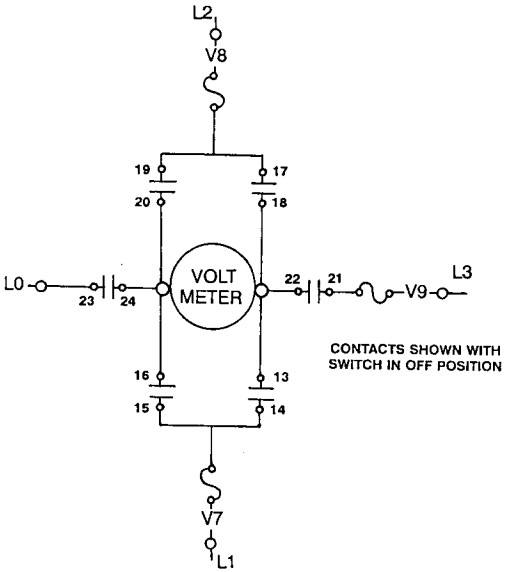 L2
V8
19
17
20
18
L0
23
24
VOLT
METER
22
21
V9
L3
CONTACTS SHOWN WITH
SWITCH IN OFF POSITION
16
13
15
14
V7
L1